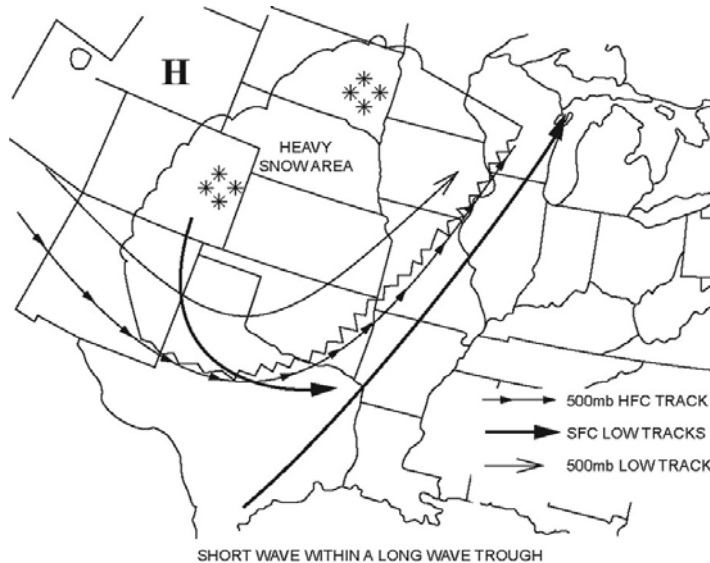 H
HEAVY
SNOW AREA
500mb HFC TRACK
SFC LOW TRACKS
500mb LOW TRACK
SHORT WAVE WITHIN A LONG WAVE TROUGH